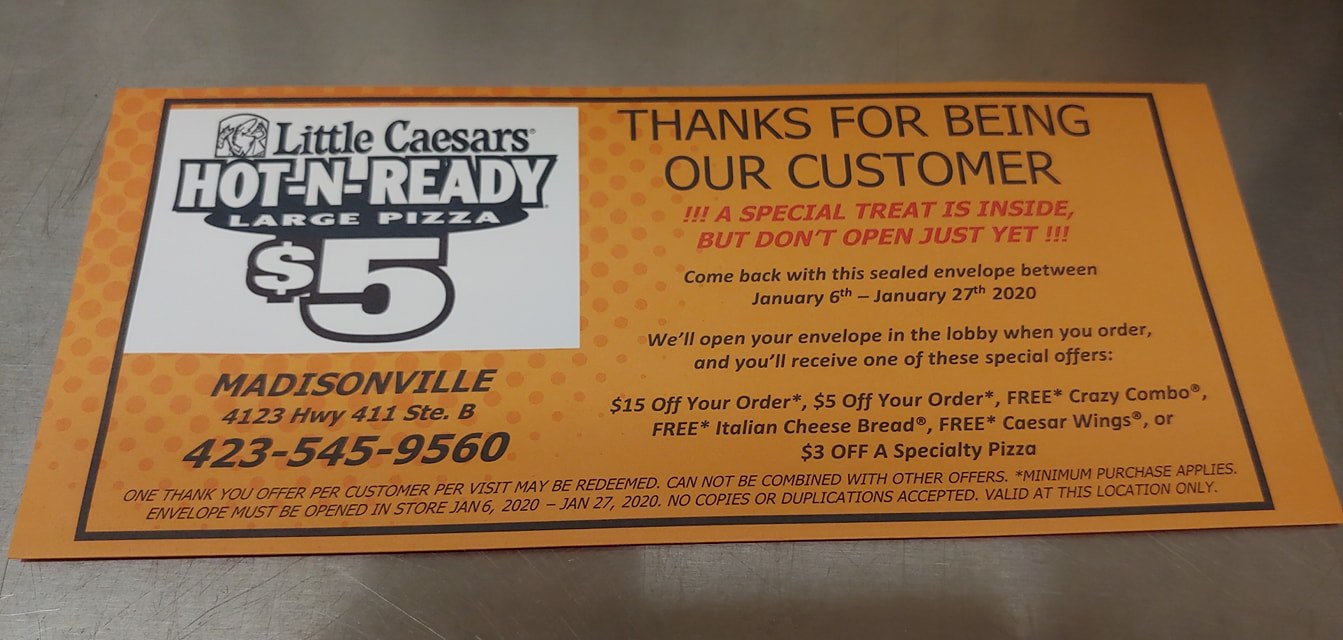 Little Caesars®
HOT-N-READY®
LARGE PIZZA
$5
MADISONVILLE
4123 Hwy 411 Ste. B
423-545-9560
THANKS FOR BEING
OUR CUSTOMER
!!! A SPECIAL TREAT IS INSIDE,
BUT DON'T OPEN JUST YET !!!
Come back with this sealed envelope between
January 6th – January 27th 2020
We'll open your envelope in the lobby when you order,
and you'll receive one of these special offers:
$15 Off Your Order*, $5 Off Your Order*, FREE* Crazy Combo®,
FREE* Italian Cheese Bread®, FREE* Caesar Wings®, or
$3 OFF A Specialty Pizza
ONE THANK YOU OFFER PER CUSTOMER PER VISIT MAY BE REDEEMED. CAN NOT BE COMBINED WITH OTHER OFFERS. *MINIMUM PURCHASE APPLIES.
ENVELOPE MUST BE OPENED IN STORE JAN 6, 2020 – JAN 27, 2020. NO COPIES OR DUPLICATIONS ACCEPTED. VALID AT THIS LOCATION ONLY.